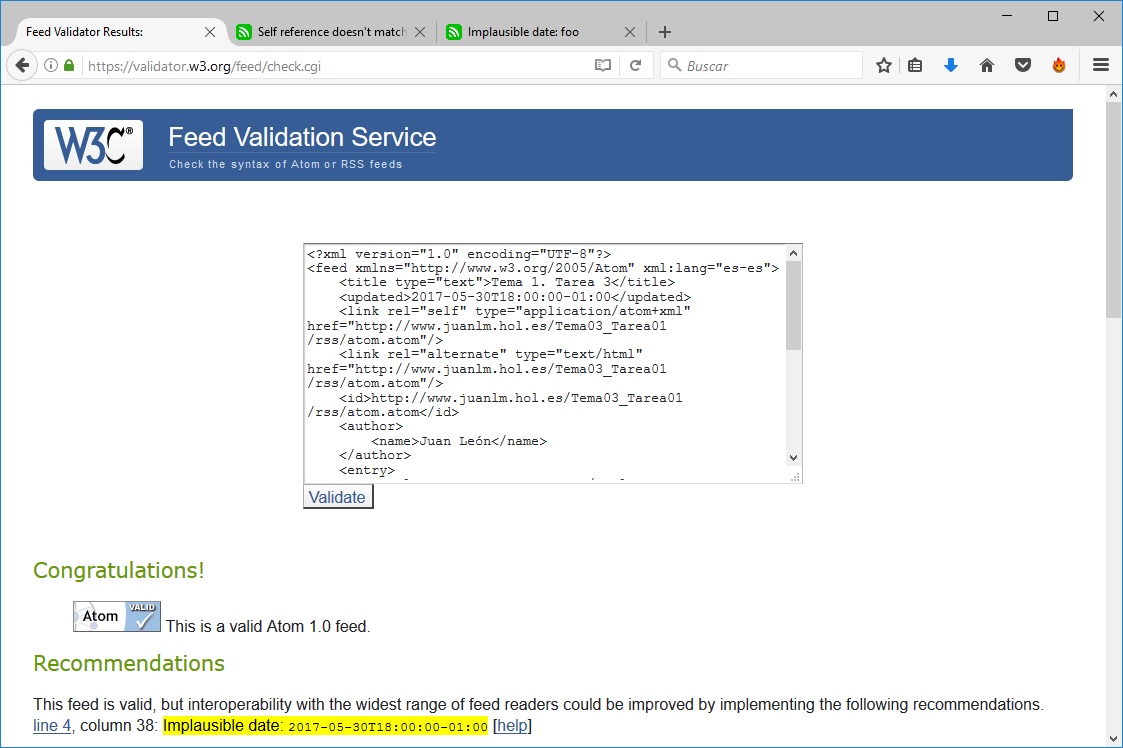 Feed Validator Results:
Self reference doesn't match
Implausible date: foo
https://validator.w3.org/feed/check.cgi
Buscar
W3C®
Feed Validation Service
Check the syntax of Atom or RSS feeds
<?xml version="1.0" encoding="UTF-8"?>
<feed xmlns="http://www.w3.org/2005/Atom" xml:lang="es-es">
    <title type="text">Tema 1. Tarea 3</title>
    <updated>2017-05-30T18:00:00-01:00</updated>
    <link rel="self" type="application/atom+xml"
href="http://www.juanlm.hol.es/Tema03_Tarea01
/rss/atom.atom"/>
    <link rel="alternate" type="text/html"
href="http://www.juanlm.hol.es/Tema03_Tarea01
/rss/atom.atom"/>
    <id>http://www.juanlm.hol.es/Tema03_Tarea01
/rss/atom.atom</id>
    <author>
        <name>Juan León</name>
    </author>
    <entry>
Validate
Congratulations!
Atom VALID
This is a valid Atom 1.0 feed.
Recommendations
This feed is valid, but interoperability with the widest range of feed readers could be improved by implementing the following recommendations.
line 4, column 38: Implausible date: 2017-05-30T18:00:00-01:00 [help]